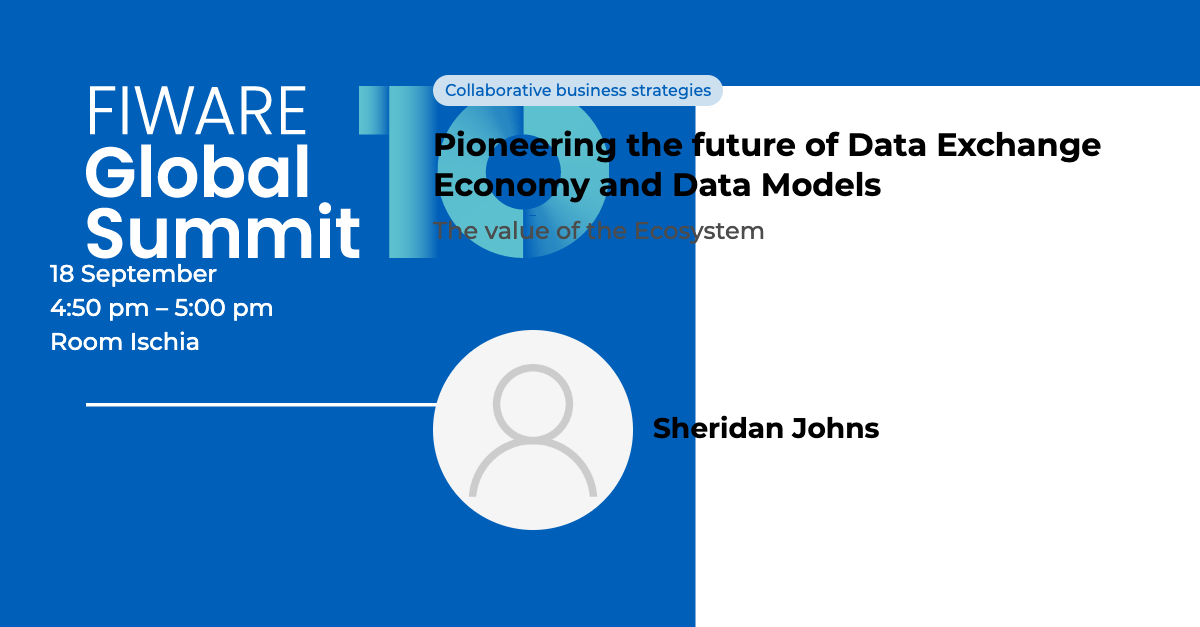 FIWARE
Global
Summit
10
18 September
4:50 pm – 5:00 pm
Room Ischia
Collaborative business strategies
Pioneering the future of Data Exchange
Economy and Data Models
The value of the Ecosystem
Sheridan Johns